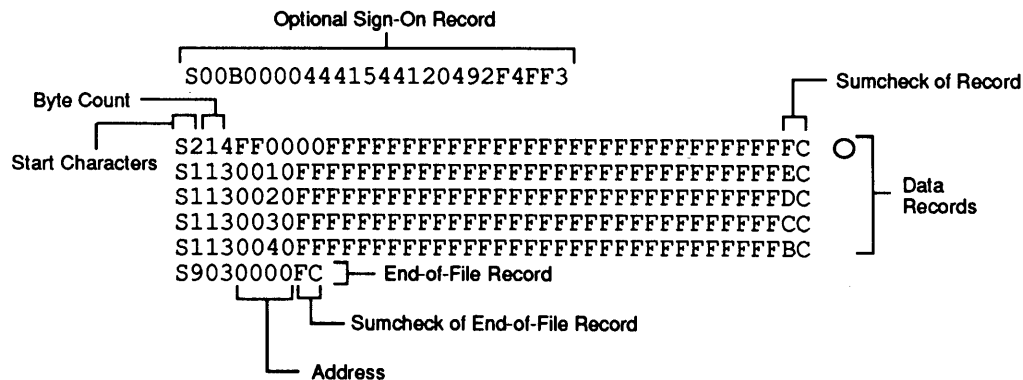 Optional Sign-On Record
S00B00004441544120492F4FF3
Sumcheck of Record
Byte Count
Start Characters
S214FF0000FFFFFFFFFFFFFFFFFFFFFFFFFFFFFFFC
S1130010FFFFFFFFFFFFFFFFFFFFFFFFFFFFFFFFEC
S1130020FFFFFFFFFFFFFFFFFFFFFFFFFFFFFFFFDC
S1130030FFFFFFFFFFFFFFFFFFFFFFFFFFFFFFFFCC
S1130040FFFFFFFFFFFFFFFFFFFFFFFFFFFFFFFFBC
Data
Records
S9030000FC
End-of-File Record
Sumcheck of End-of-File Record
Address